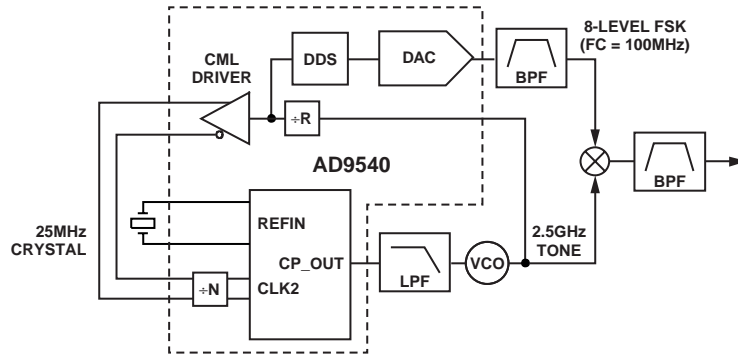 8-LEVEL FSK
(FC = 100MHz)
CML
DRIVER
DDS
DAC
BPF
÷R
AD9540
BPF
25MHz
CRYSTAL
REFIN
CP_OUT
CLK2
÷N
LPF
VCO
2.5GHz
TONE